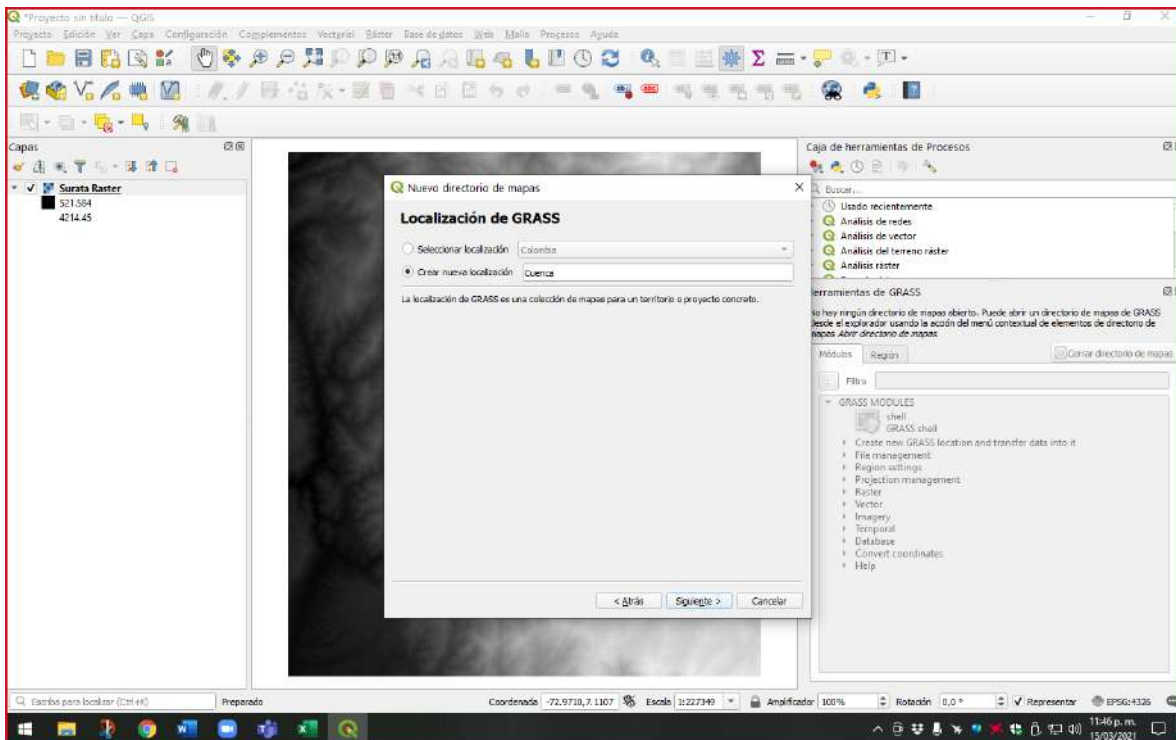 *Proyecto sin título — QGIS
Proyecto Edición Ver Capa Configuración Complementos Vectorial Ráster Base de datos Web Malla Procesos Ayuda
Capas
Surata Raster
521.584
4214.45
Nuevo directorio de mapas
Localización de GRASS
Seleccionar localización Colombia
Crear nueva localización Cuenca
La localización de GRASS es una colección de mapas para un territorio o proyecto concreto.
< Atrás Siguiente > Cancelar
Caja de herramientas de Procesos
Buscar...
Usado recientemente
Análisis de redes
Análisis de vector
Análisis del terreno ráster
Análisis ráster
erramientas de GRASS
No hay ningún directorio de mapas abierto. Puede abrir un directorio de mapas de GRASS
desde el explorador usando la acción del menú contextual de elementos de directorio de
mapas Abrir directorio de mapas
Módulos Región Cerrar directorio de mapas
Filtro
GRASS MODULES
shell
GRASS shell
Create new GRASS location and transfer data into it
File management
Region settings
Projection management
Raster
Vector
Imagery
Temporal
Database
Convert coordinates
Help
Escriba para localizar (Ctrl+K) Preparado Coordenada -72.9710,7.1107 Escala 1:227349 Amplificador 100% Rotación 0,0 ° Representar EPSG:4326
11:46 p. m.
15/03/2021